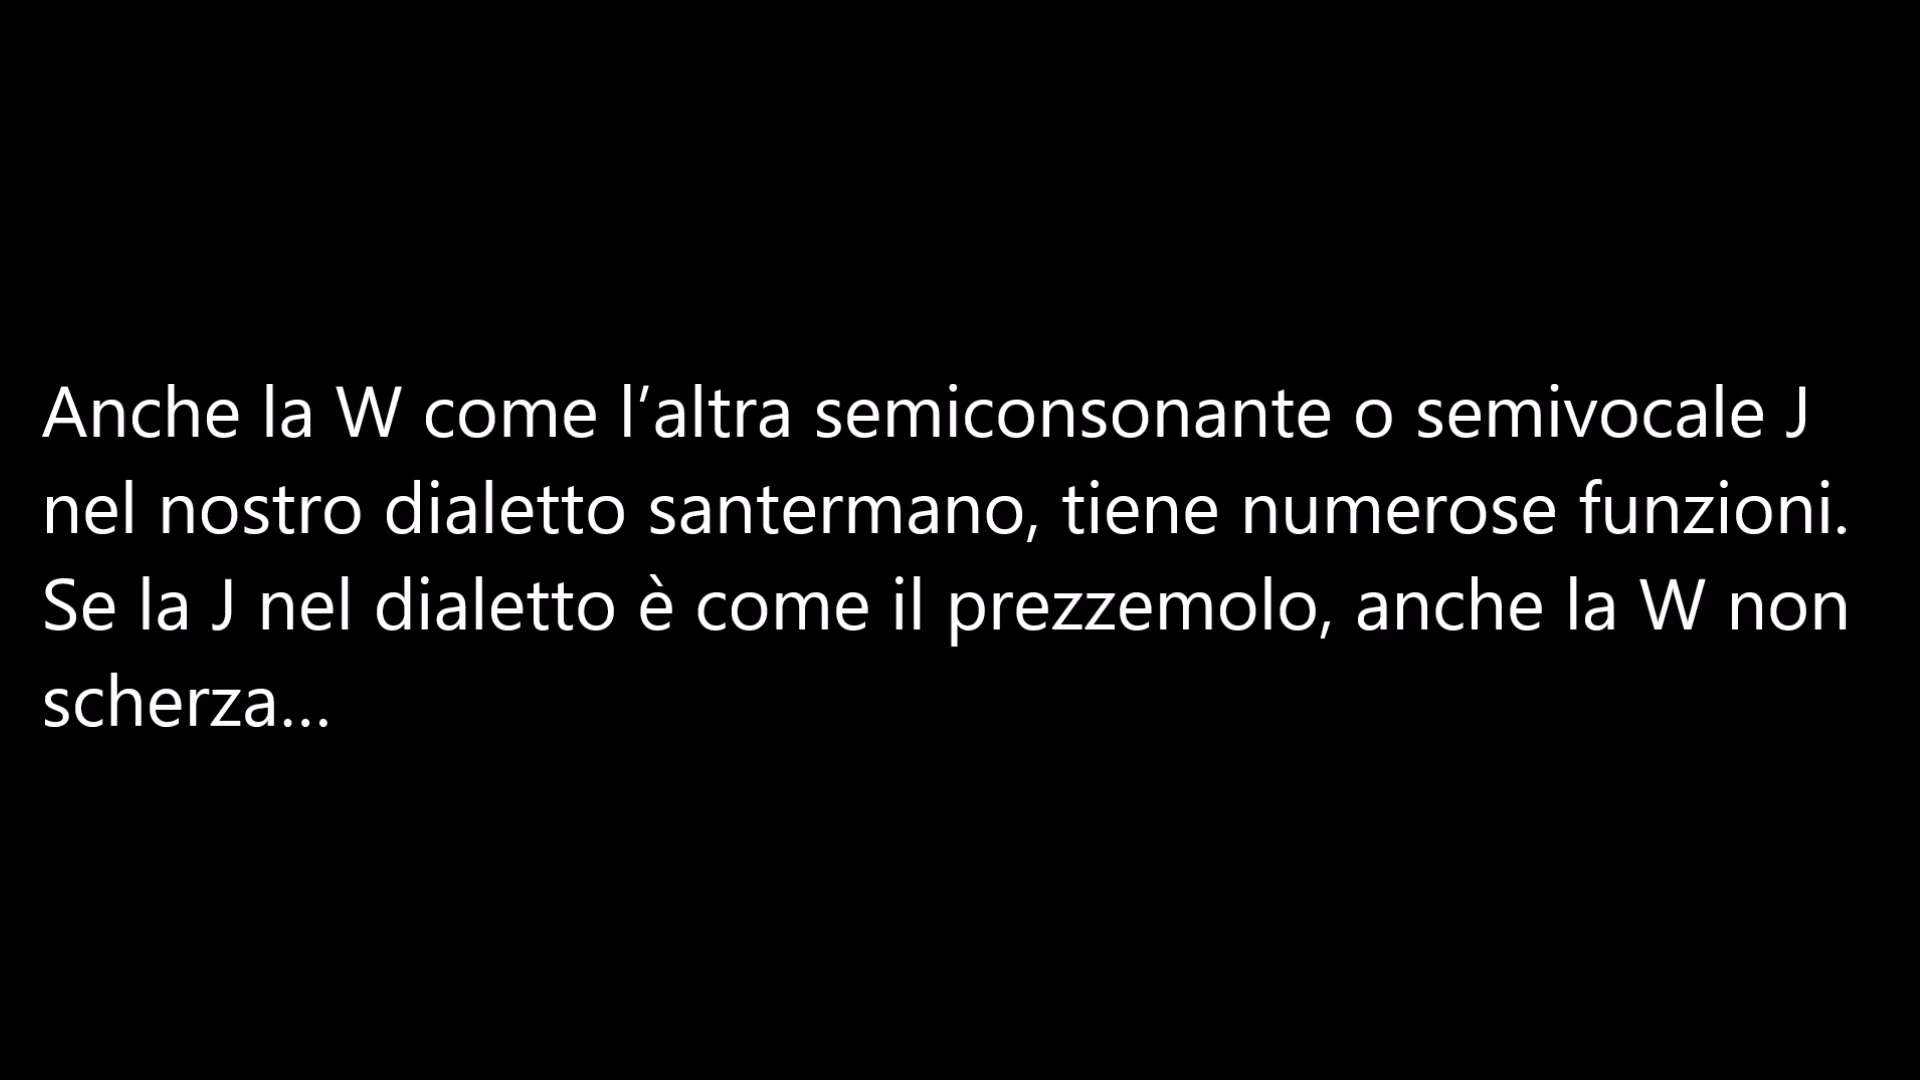 Anche la W come l’altra semiconsonante o semivocale J
nel nostro dialetto santermano, tiene numerose funzioni.
Se la J nel dialetto è come il prezzemolo, anche la W non
scherza…